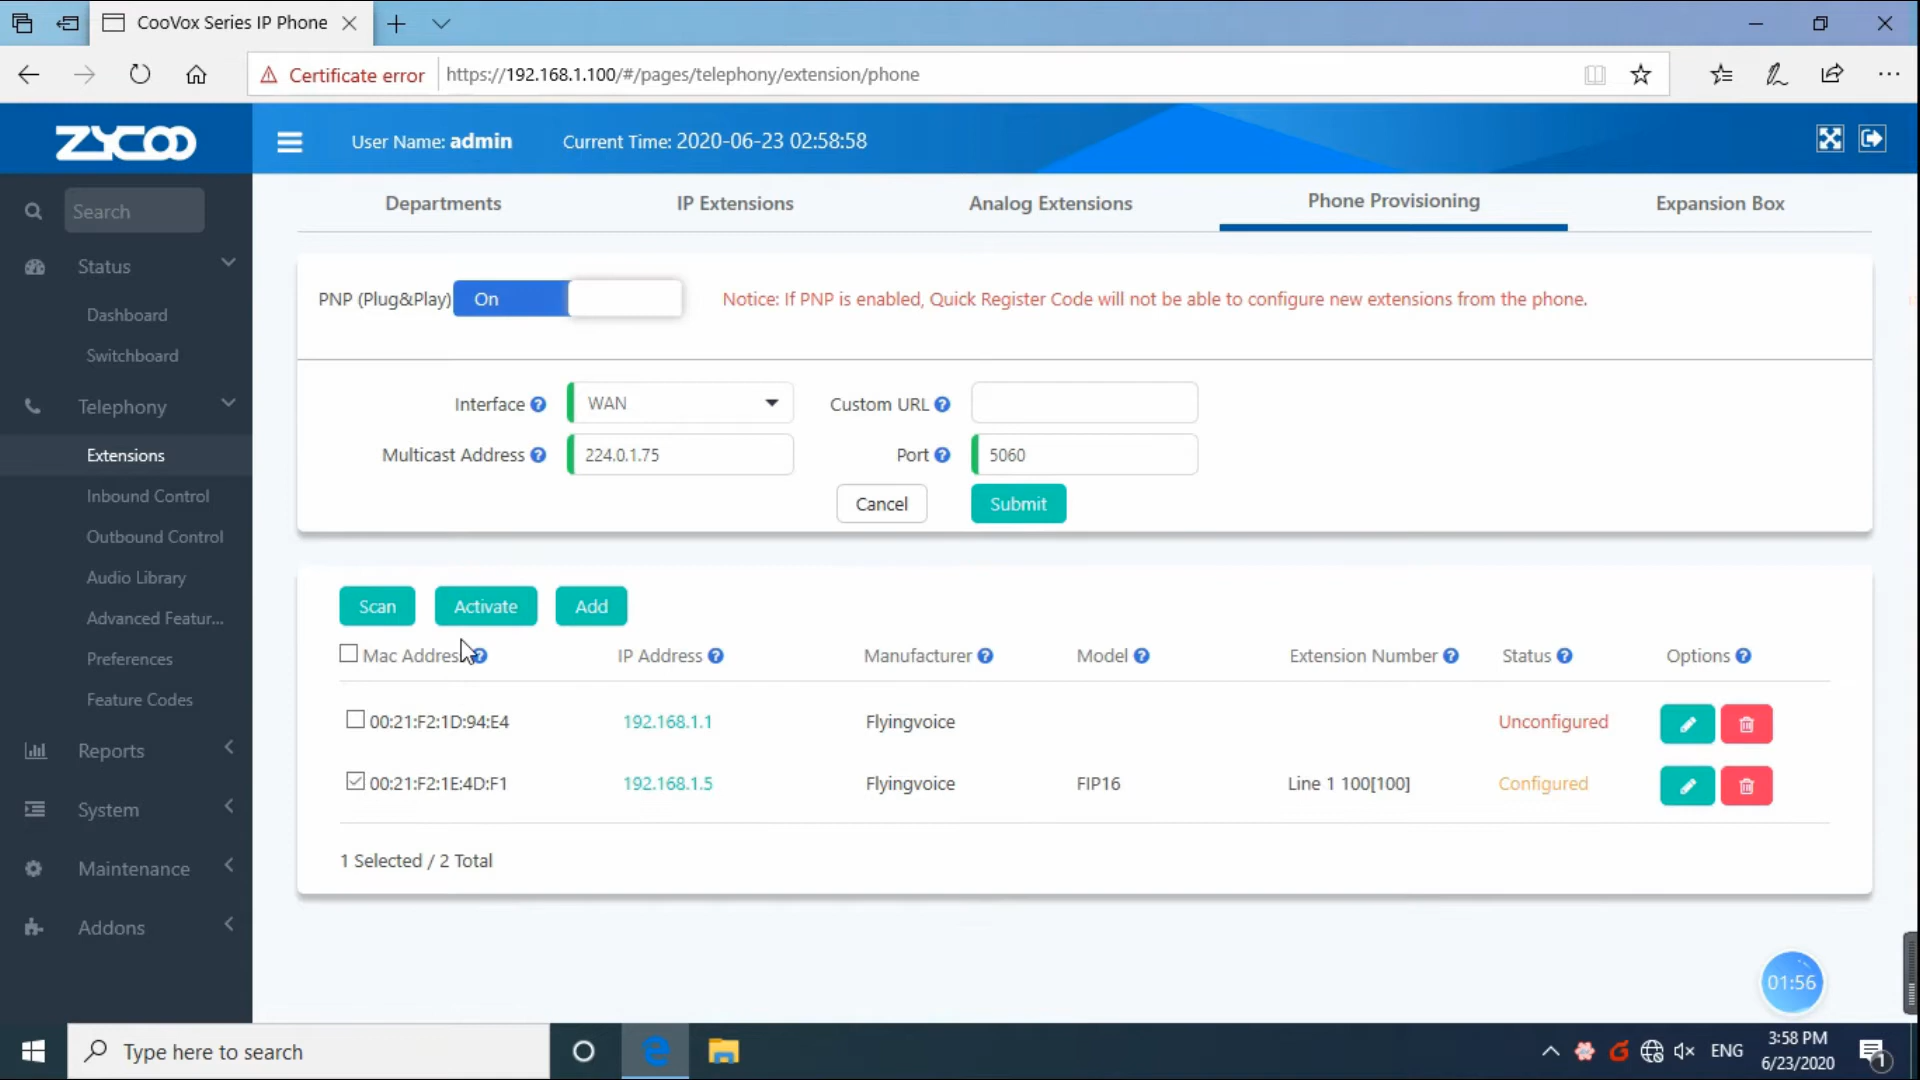 CooVox Series IP Phone
Certificate error
https://192.168.1.100/#/pages/telephony/extension/phone
ZYCOO
User Name: admin
Current Time: 2020-06-23 02:58:58
Search
Status
Dashboard
Switchboard
Telephony
Extensions
Inbound Control
Outbound Control
Audio Library
Advanced Featur...
Preferences
Feature Codes
Reports
System
Maintenance
Addons
Departments
IP Extensions
Analog Extensions
Phone Provisioning
Expansion Box
PNP (Plug&Play)
On
Notice: If PNP is enabled, Quick Register Code will not be able to configure new extensions from the phone.
Interface
WAN
Custom URL
Multicast Address
224.0.1.75
Port
5060
Cancel
Submit
Scan
Activate
Add
Mac Address
IP Address
Manufacturer
Model
Extension Number
Status
Options
00:21:F2:1D:94:E4
192.168.1.1
Flyingvoice
Unconfigured
00:21:F2:1E:4D:F1
192.168.1.5
Flyingvoice
FIP16
Line 1 100[100]
Configured
1 Selected / 2 Total
01:56
Type here to search
ENG
3:58 PM
6/23/2020
1